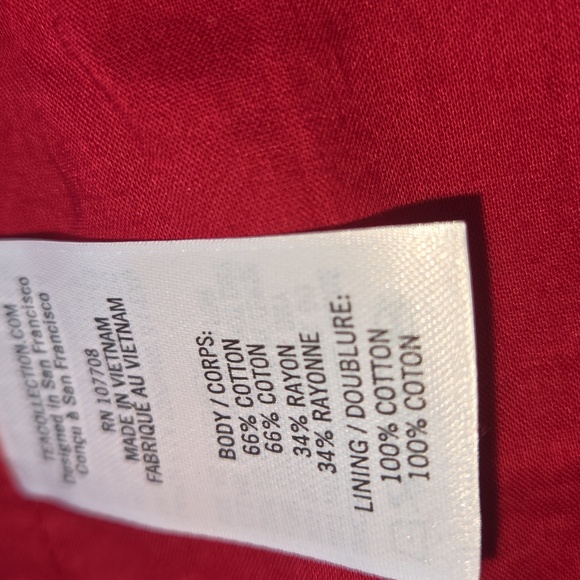 TEACOLLECTION.COM
Designed in San Francisco
Conçu à San Francisco
RN 107708
MADE IN VIETNAM
FABRIQUÉ AU VIETNAM
BODY / CORPS:
66% COTTON
66% COTON
34% RAYON
34% RAYONNE
LINING / DOUBLURE:
100% COTTON
100% COTON